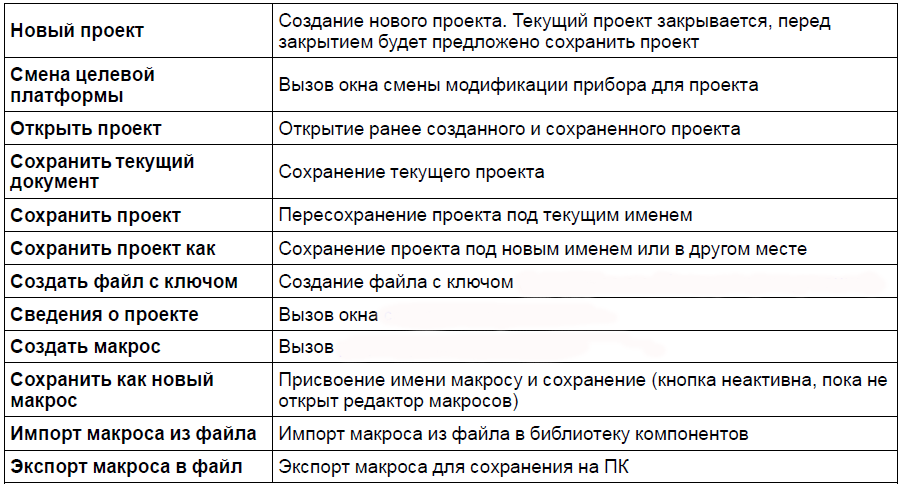 Новый проект
Создание нового проекта. Текущий проект закрывается, перед
закрытием будет предложено сохранить проект
Смена целевой
платформы
Вызов окна смены модификации прибора для проекта
Открыть проект
Открытие ранее созданного и сохраненного проекта
Сохранить текущий
документ
Сохранение текущего проекта
Сохранить проект
Пересохранение проекта под текущим именем
Сохранить проект как
Сохранение проекта под новым именем или в другом месте
Создать файл с ключом
Создание файла с ключом
Сведения о проекте
Вызов окна
Создать макрос
Вызов
Сохранить как новый
макрос
Присвоение имени макросу и сохранение (кнопка неактивна, пока не
открыт редактор макросов)
Импорт макроса из файла
Импорт макроса из файла в библиотеку компонентов
Экспорт макроса в файл
Экспорт макроса для сохранения на ПК